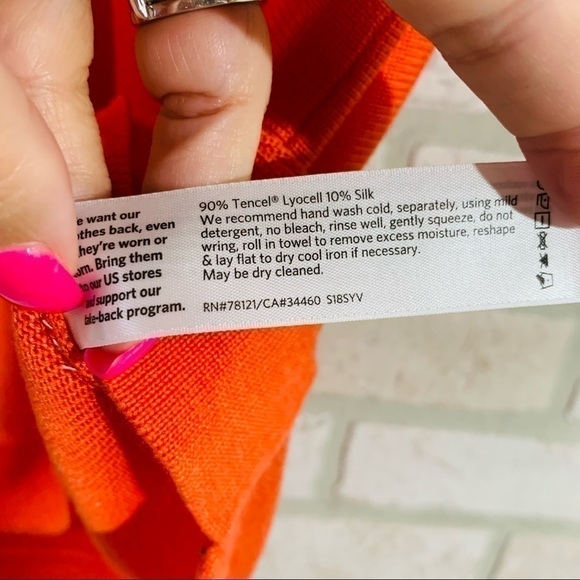 e want our
othes back, even
hey're worn or
orn. Bring them
to our US stores
and support our
take-back program.
90% Tencel® Lyocell 10% Silk
We recommend hand wash cold, separately, using mild
detergent, no bleach, rinse well, gently squeeze, do not
wring, roll in towel to remove excess moisture, reshape
& lay flat to dry cool iron if necessary.
May be dry cleaned.
RN#78121/CA#34460 S18SYV